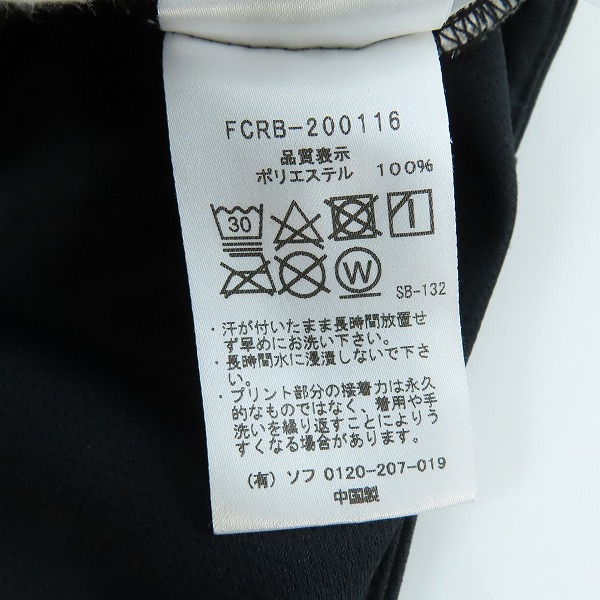 FCRB-200116
品質表示
ポリエステル 100%
30
W
SB-132
・汗が付いたまま長時間放置せ
ず早めにお洗い下さい。
・長時間水に浸漬しないで下さ
い。
・プリント部分の接着力は永久
的なものではなく、着用や手
洗いを繰り返すことによりう
すくなる場合があります。
(有) ソフ 0120-207-019
中国製